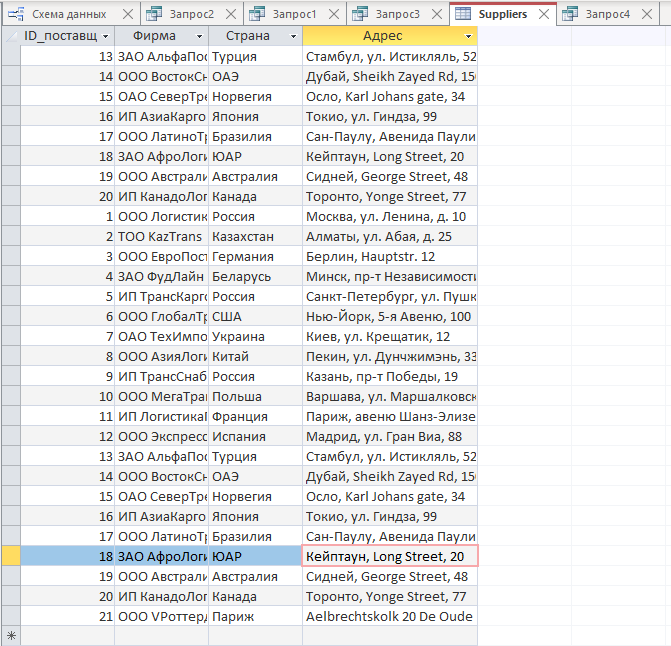 Схема данных Запрос2 Запрос1 Запрос3 Suppliers Запрос4
ID_поставщ Фирма Страна Адрес
13 ЗАО АльфаПос Турция Стамбул, ул. Истикляль, 52
14 ООО ВостокСн ОАЭ Дубай, Sheikh Zayed Rd, 150
15 ОАО СеверТре Норвегия Осло, Karl Johans gate, 34
16 ИП АзиаКарго Япония Токио, ул. Гиндза, 99
17 ООО ЛатиноТр Бразилия Сан-Паулу, Авенида Паули
18 ЗАО АфроЛоги ЮАР Кейптаун, Long Street, 20
19 ООО Австрали Австралия Сидней, George Street, 48
20 ИП КанадоЛог Канада Торонто, Yonge Street, 77
1 ООО Логистик Россия Москва, ул. Ленина, д. 10
2 ТОО KazTrans Казахстан Алматы, ул. Абая, д. 25
3 ООО ЕвроПост Германия Берлин, Hauptstr. 12
4 ЗАО ФудЛайн Беларусь Минск, пр-т Независимости
5 ИП ТрансКарго Россия Санкт-Петербург, ул. Пушк
6 ООО ГлобалТр США Нью-Йорк, 5-я Авеню, 100
7 ОАО ТехИмпо Украина Киев, ул. Крещатик, 12
8 ООО АзияЛоги Китай Пекин, ул. Дунчжимэнь, 33
9 ИП ТрансСнаб Россия Казань, пр-т Победы, 19
10 ООО МегаТран Польша Варшава, ул. Маршалковск
11 ИП ЛогистикаГ Франция Париж, авеню Шанз-Элизе
12 ООО Экспресс Испания Мадрид, ул. Гран Виа, 88
13 ЗАО АльфаПос Турция Стамбул, ул. Истикляль, 52
14 ООО ВостокСн ОАЭ Дубай, Sheikh Zayed Rd, 150
15 ОАО СеверТре Норвегия Осло, Karl Johans gate, 34
16 ИП АзиаКарго Япония Токио, ул. Гиндза, 99
17 ООО ЛатиноТр Бразилия Сан-Паулу, Авенида Паули
18 ЗАО АфроЛоги ЮАР Кейптаун, Long Street, 20
19 ООО Австрали Австралия Сидней, George Street, 48
20 ИП КанадоЛог Канада Торонто, Yonge Street, 77
21 ООО VРоттерд Париж Aelbrechtskolk 20 De Oude